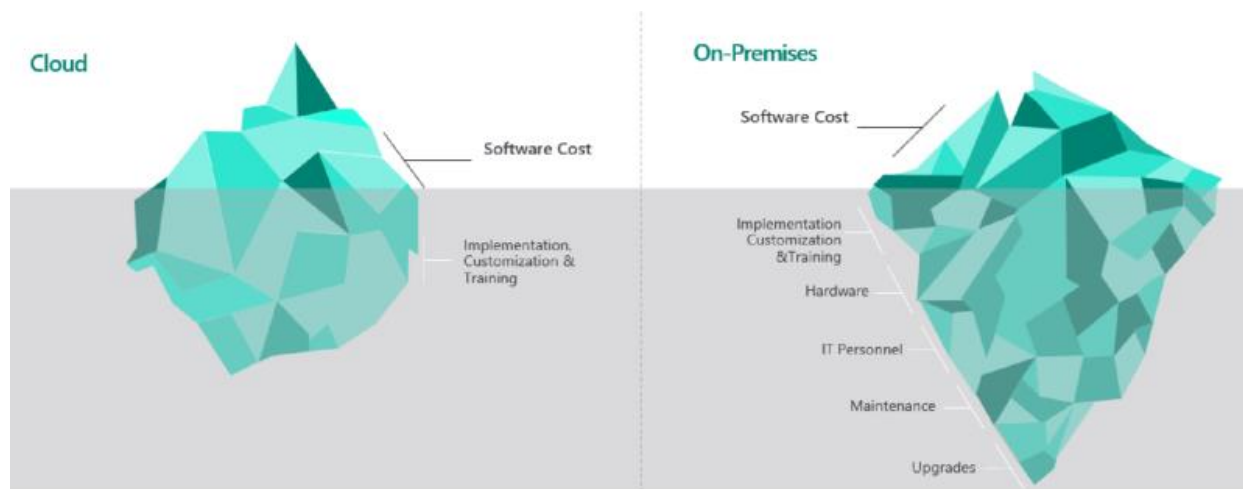 Cloud
Software Cost
Implementation,
Customization &
Training
On-Premises
Software Cost
Implementation
Customization
&Training
Hardware
IT Personnel
Maintenance
Upgrades